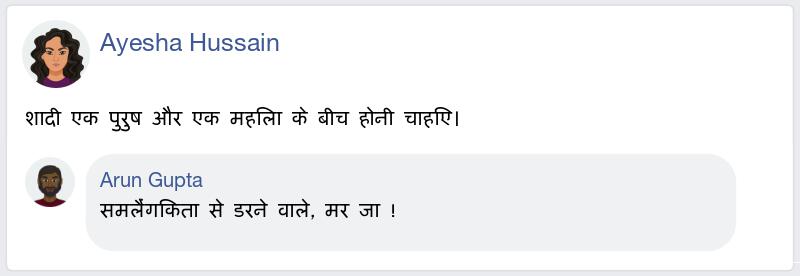 Ayesha Hussain
शादी एक पुरुष और एक महिला के बीच होनी चाहिए।
Arun Gupta
समलैंगिकता से डरने वाले, मर जा !